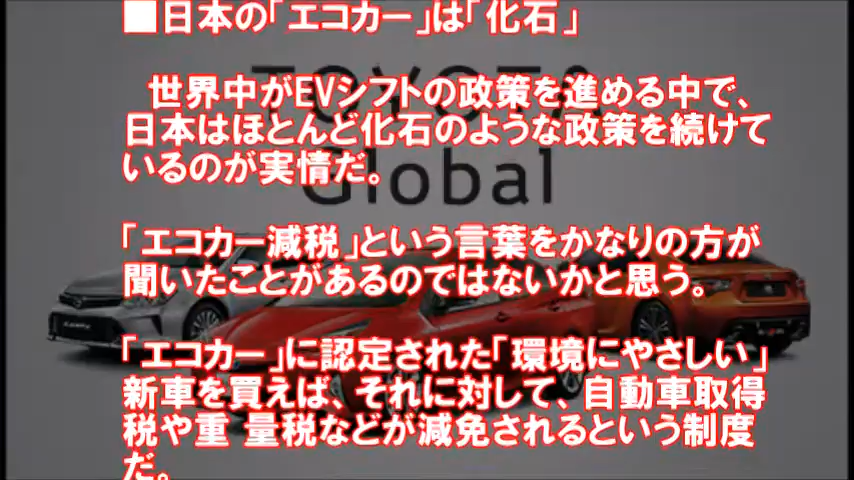 ■日本の「エコカー」は「化石」
世界中がEVシフトの政策を進める中で、
日本はほとんど化石のような政策を続けて
いるのが実情だ。
TOYOTA
Global
「エコカー減税」という言葉をかなりの方が
聞いたことがあるのではないかと思う。
「エコカー」に認定された「環境にやさしい」
新車を買えば、それに対して、自動車取得
税や重 量税などが減免されるという制度
だ。